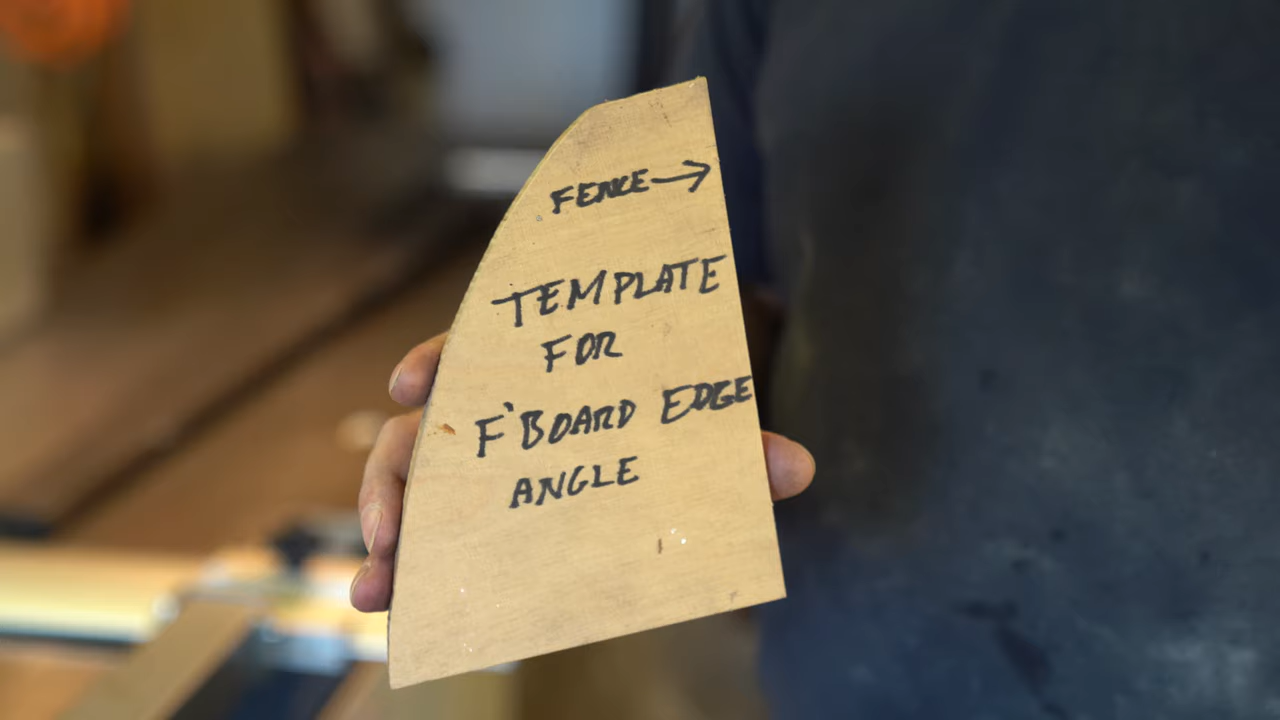 FENCE →
TEMPLATE
FOR
F'BOARD EDGE
ANGLE